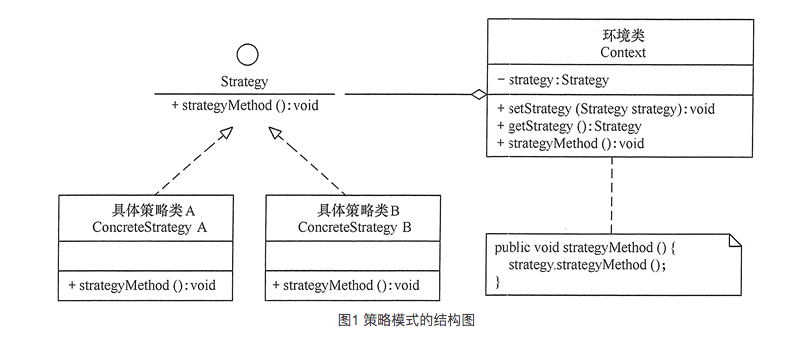 Strategy
+ strategyMethod ():void
环境类
Context
- strategy:Strategy
+ setStrategy (Strategy strategy):void
+ getStrategy ():Strategy
+ strategyMethod ():void
具体策略类A
ConcreteStrategy A
+ strategyMethod ():void
具体策略类B
ConcreteStrategy B
+ strategyMethod ():void
public void strategyMethod () {
strategy.strategyMethod ();
}
图1 策略模式的结构图